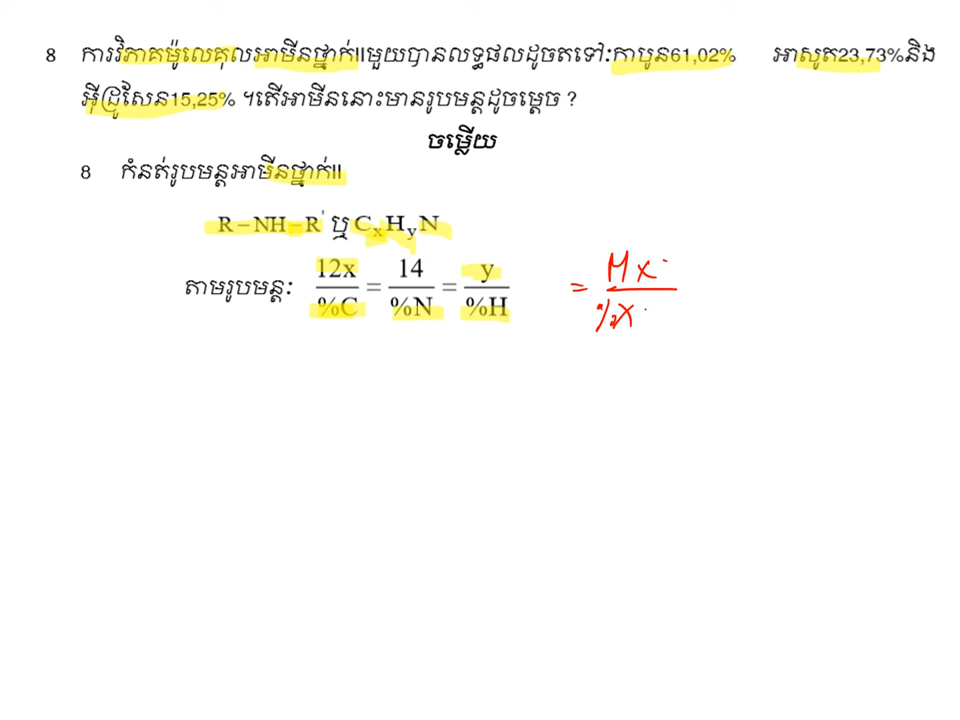 8 ការវិភាគម៉ូលេគុលអាមីនថ្នាក់IIមួយបានលទ្ធផលដូចតទៅៈកាបូន61,02% អាសូត23,73%និង
អ៊ីដ្រូសែន15,25% ។តើអាមីននោះមានរូបមន្តដូចម្តេច ?
ចម្លើយ
8 កំនត់រូបមន្តអាមីនថ្នាក់II
R – NH – R' ឬ CxHyN
តាមរូបមន្តៈ 12x/%C = 14/%N = y/%H = Mx/%x